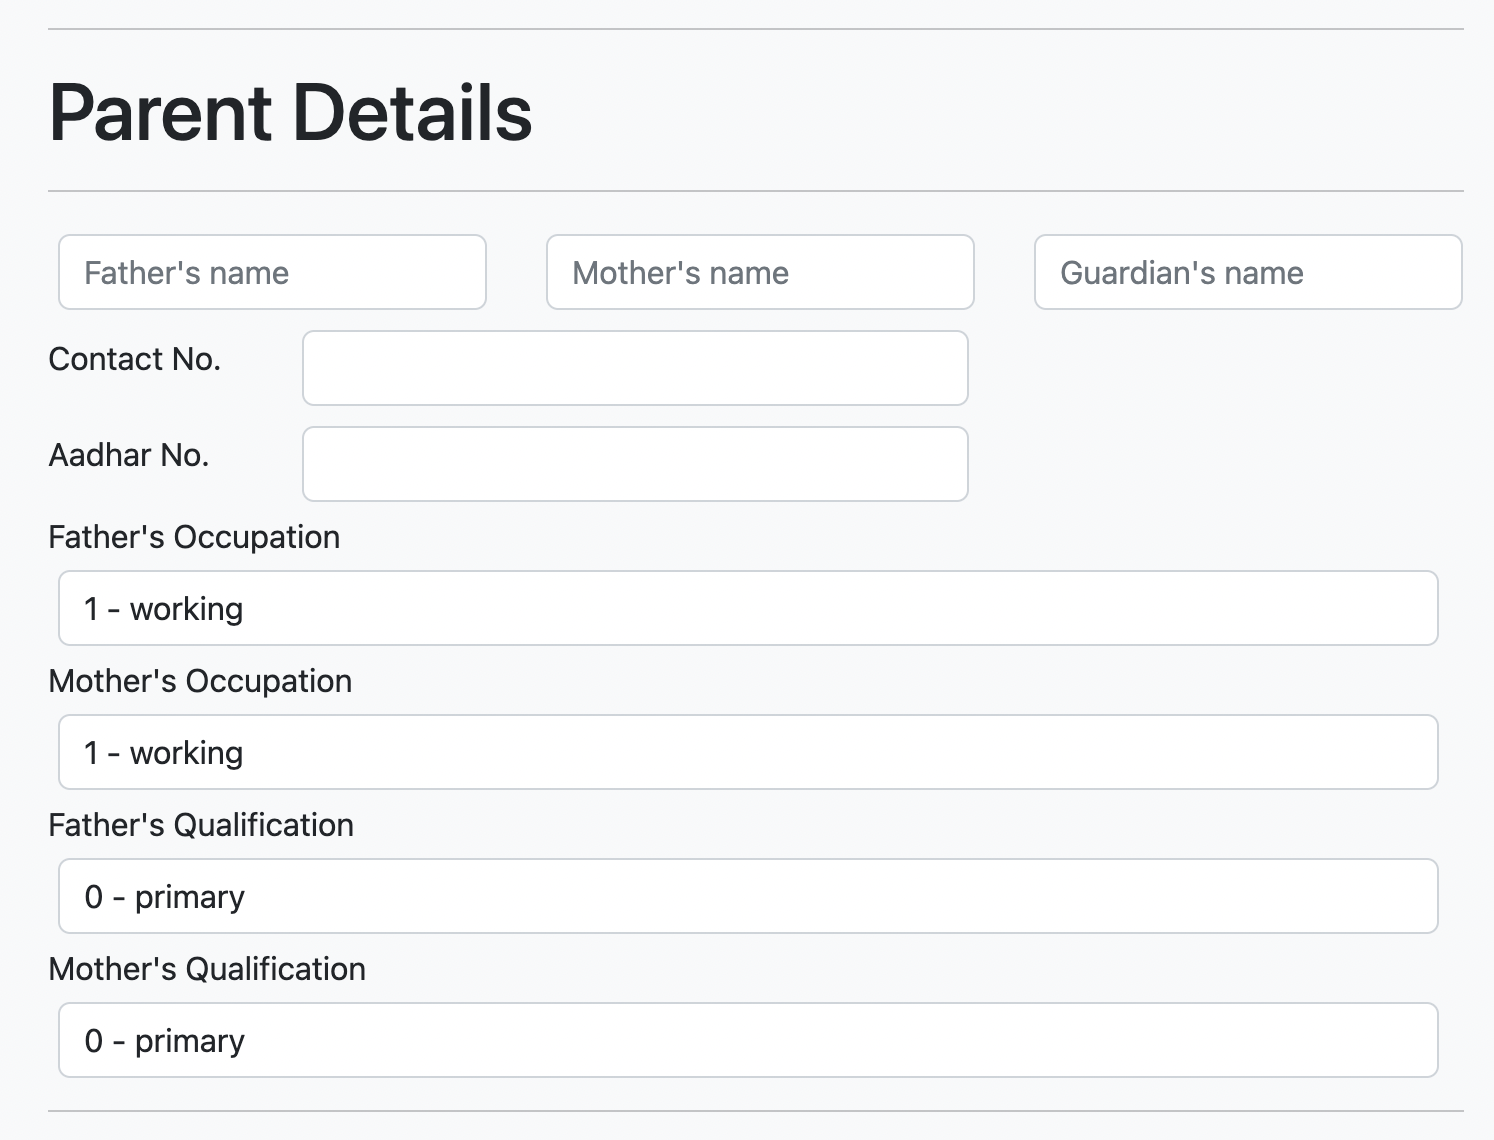 Parent Details
Father's name Mother's name Guardian's name
Contact No.
Aadhar No.
Father's Occupation
1 - working
Mother's Occupation
1 - working
Father's Qualification
0 - primary
Mother's Qualification
0 - primary